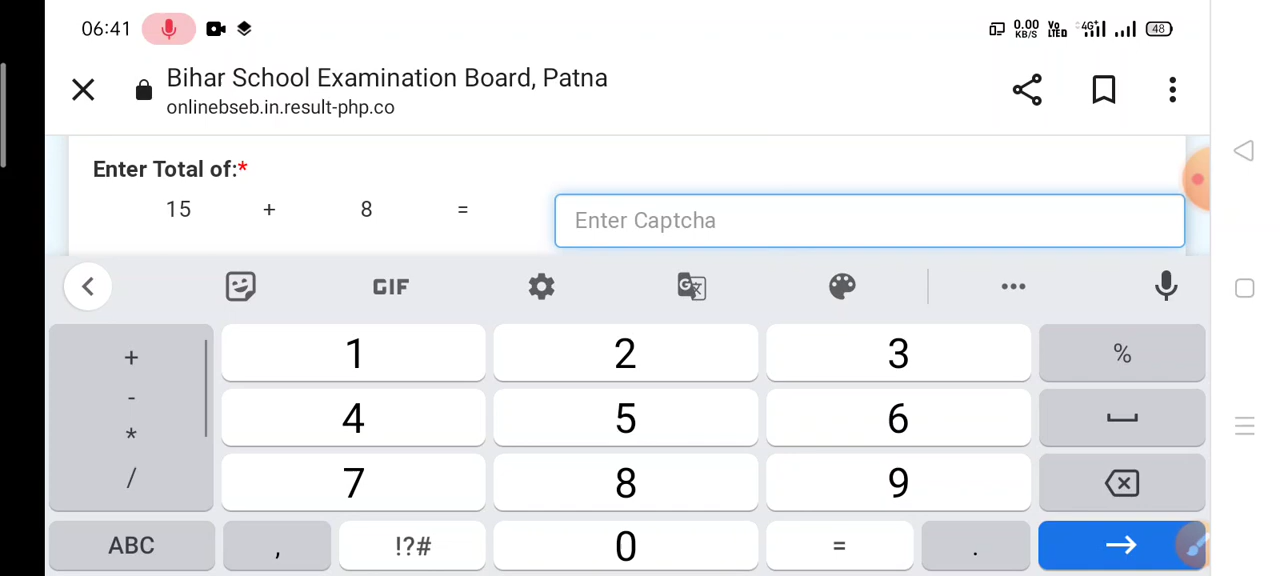 06:41
0.00 KB/S Vo LTED 4G+ 48
Bihar School Examination Board, Patna
onlinebseb.in.result-php.co
Enter Total of:*
15 + 8 = Enter Captcha
GIF
+ 1 2 3 %
-
* 4 5 6
/ 7 8 9
ABC , !?# 0 = .